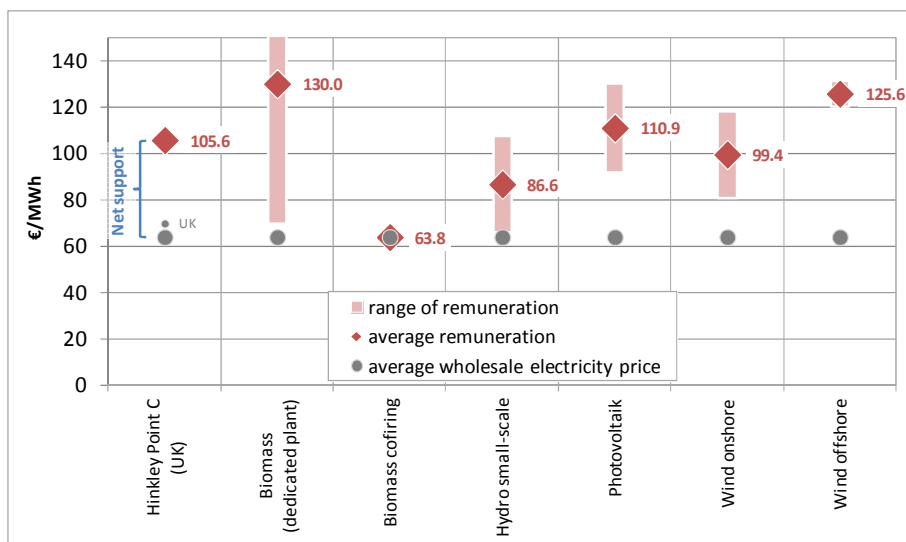 140
120
100
80
60
40
20
0
€/MWh
Net support
105.6
UK
130.0
63.8
86.6
110.9
99.4
125.6
range of remuneration
average remuneration
average wholesale electricity price
Hinkley Point C
(UK)
Biomass
(dedicated plant)
Biomass cofiring
Hydro small-scale
Photovoltaik
Wind onshore
Wind offshore